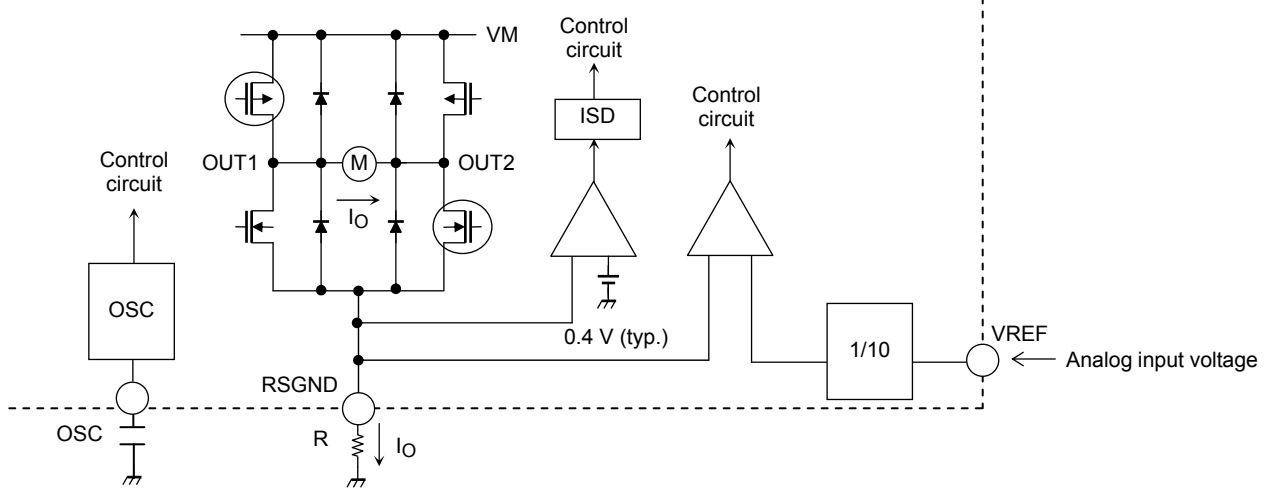 Control
circuit
VM
ISD
Control
circuit
Control
circuit
OUT1
M
OUT2
IO
OSC
0.4 V (typ.)
1/10
VREF
Analog input voltage
RSGND
OSC
R
IO